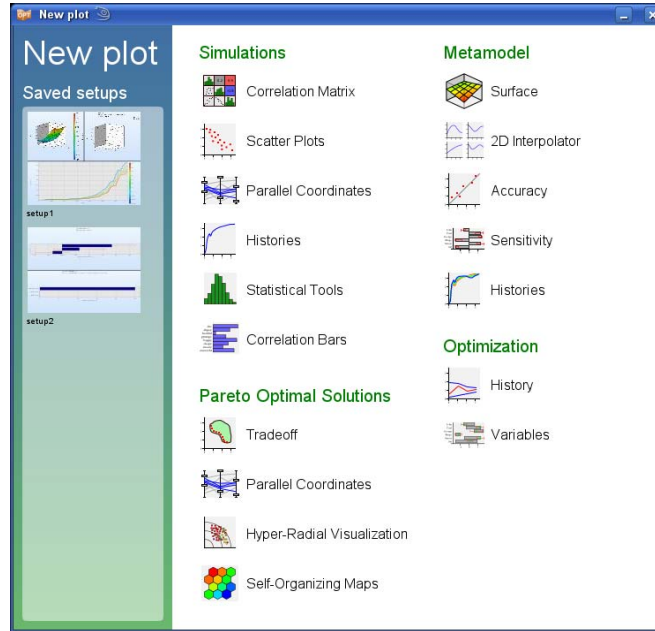 New plot
New plot
Saved setups
setup1
setup2
Simulations
Correlation Matrix
Scatter Plots
Parallel Coordinates
Histories
Statistical Tools
Correlation Bars
Pareto Optimal Solutions
Tradeoff
Parallel Coordinates
Hyper-Radial Visualization
Self-Organizing Maps
Metamodel
Surface
2D Interpolator
Accuracy
Sensitivity
Histories
Optimization
History
Variables